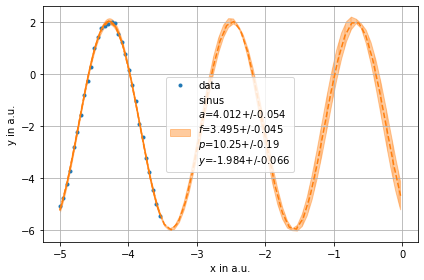 2
0
−2
−4
−6
y in a.u.
data
sinus
a=4.012+/-0.054
f=3.495+/-0.045
p=10.25+/-0.19
y=-1.984+/-0.066
−5
−4
−3
−2
−1
0
x in a.u.